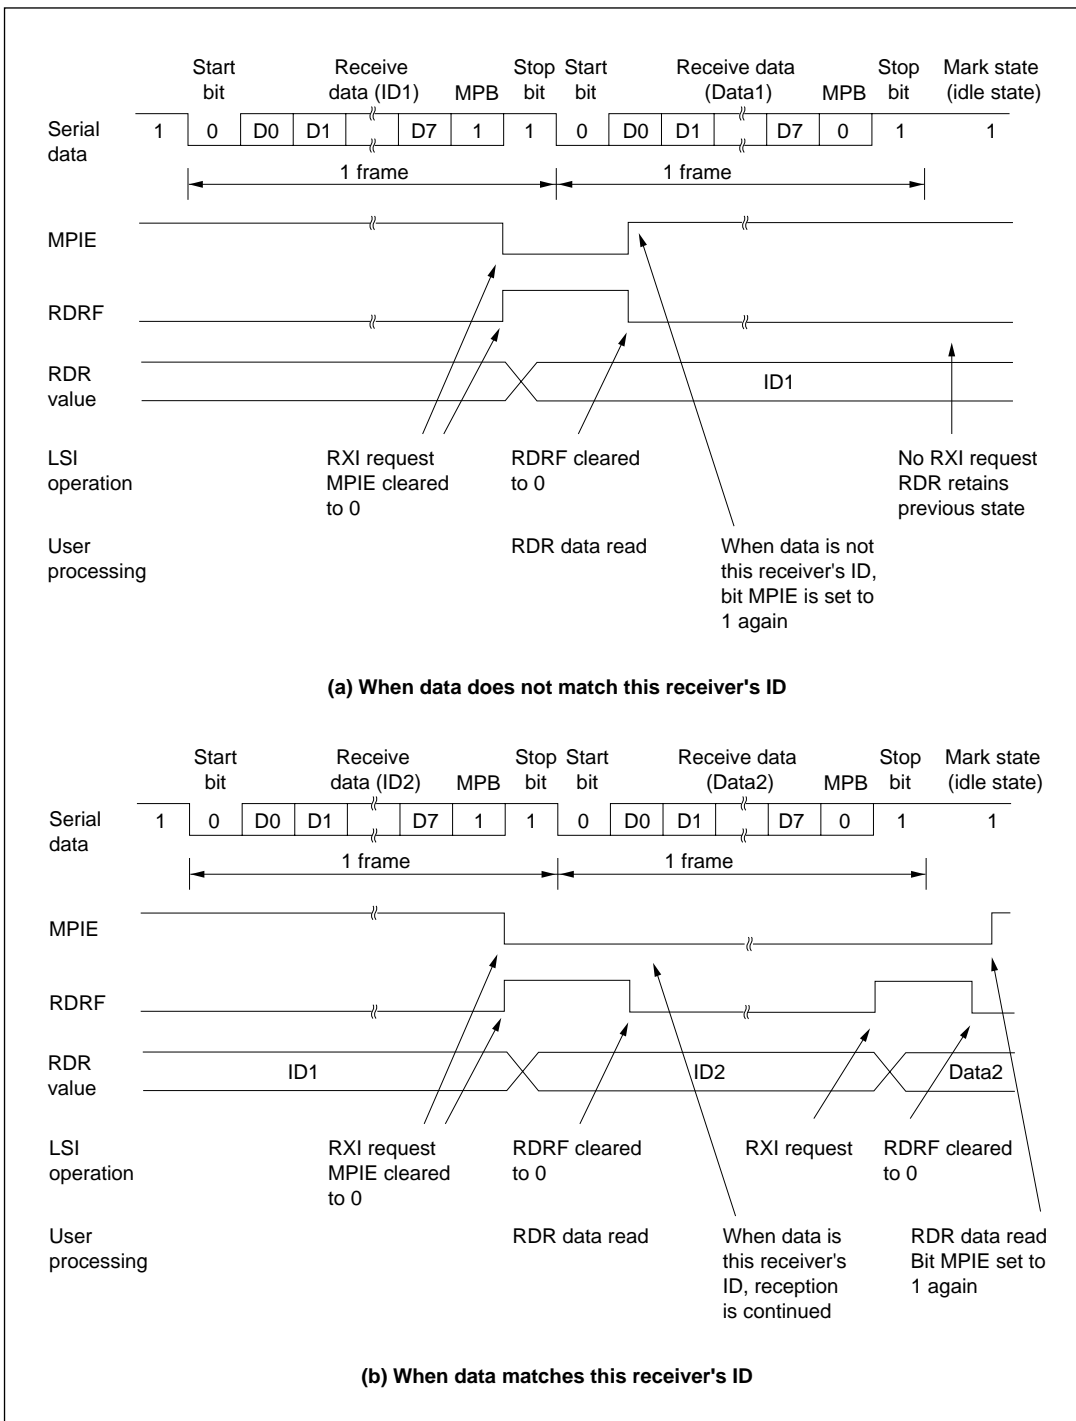 Start Receive Stop Start Receive data Stop Mark state
bit data (ID1) MPB bit bit (Data1) MPB bit (idle state)
Serial data 1 0 D0 D1 D7 1 1 0 D0 D1 D7 0 1 1
1 frame 1 frame
MPIE
RDRF
RDR value
ID1
LSI operation
RXI request
MPIE cleared
to 0
RDRF cleared
to 0
No RXI request
RDR retains
previous state
User processing
RDR data read
When data is not
this receiver's ID,
bit MPIE is set to
1 again
(a) When data does not match this receiver's ID
Start Receive Stop Start Receive data Stop Mark state
bit data (ID2) MPB bit bit (Data2) MPB bit (idle state)
Serial data 1 0 D0 D1 D7 1 1 0 D0 D1 D7 0 1 1
1 frame 1 frame
MPIE
RDRF
RDR value
ID1 ID2 Data2
LSI operation
RXI request
MPIE cleared
to 0
RDRF cleared
to 0
RXI request
RDRF cleared
to 0
User processing
RDR data read
When data is
this receiver's
ID, reception
is continued
RDR data read
Bit MPIE set to
1 again
(b) When data matches this receiver's ID